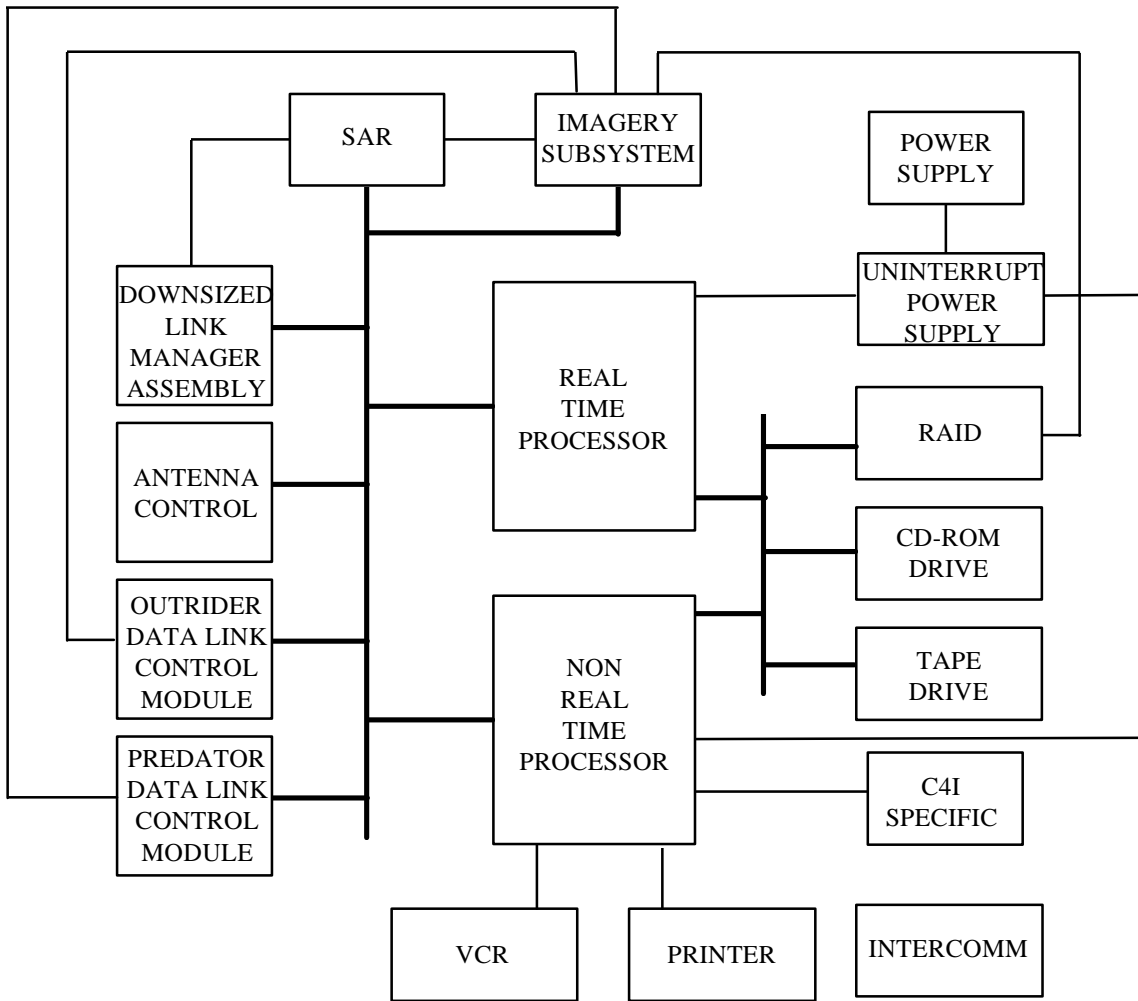 SAR
IMAGERY
SUBSYSTEM
POWER
SUPPLY
DOWNSIZED
LINK
MANAGER
ASSEMBLY
UNINTERRUPT
POWER
SUPPLY
REAL
TIME
PROCESSOR
RAID
ANTENNA
CONTROL
CD-ROM
DRIVE
OUTRIDER
DATA LINK
CONTROL
MODULE
NON
REAL
TIME
PROCESSOR
TAPE
DRIVE
PREDATOR
DATA LINK
CONTROL
MODULE
C4I
SPECIFIC
VCR
PRINTER
INTERCOMM